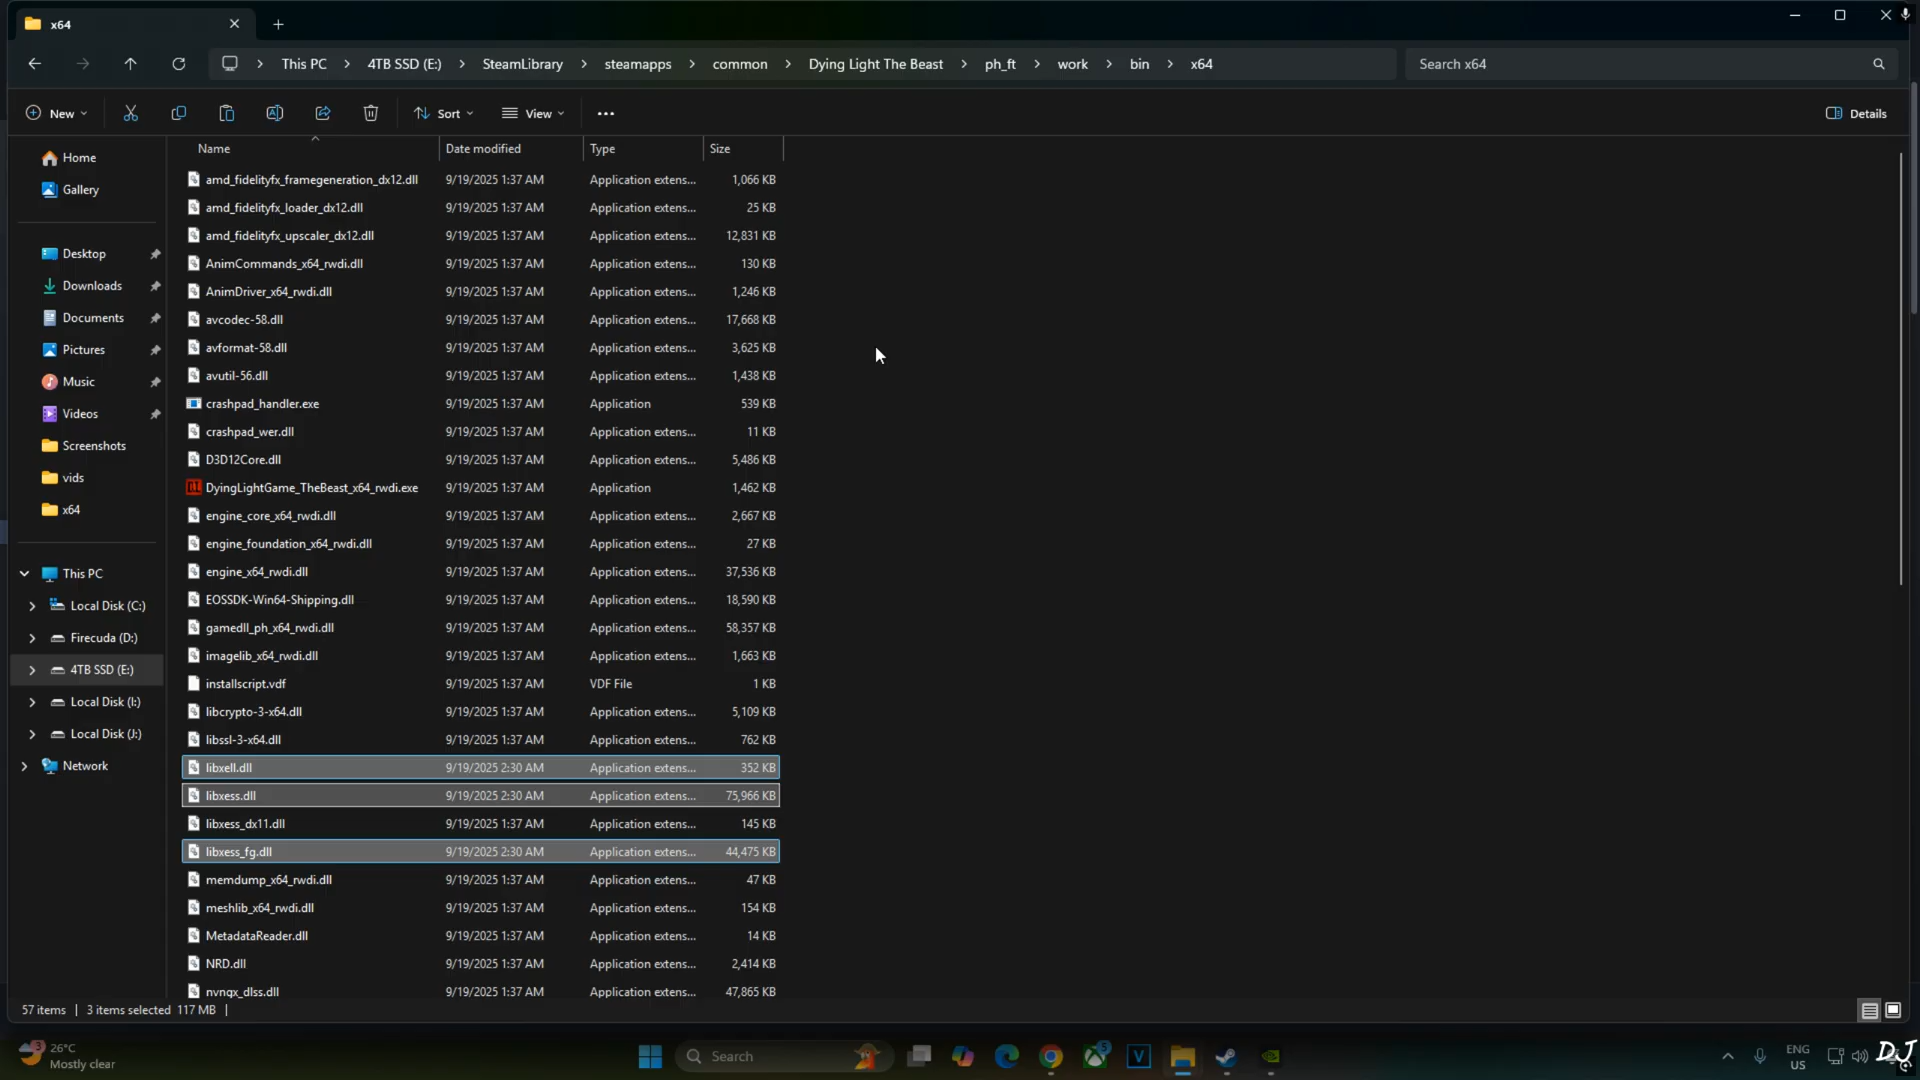 x64
This PC > 4TB SSD (E:) > SteamLibrary > steamapps > common > Dying Light The Beast > ph_ft > work > bin > x64
Search x64
New Sort View ... Details
Name Date modified Type Size
Home
Gallery
Desktop
Downloads
Documents
Pictures
Music
Videos
Screenshots
vids
x64
This PC
Local Disk (C:)
Firecuda (D:)
4TB SSD (E:)
Local Disk (I:)
Local Disk (J:)
Network
amd_fidelityfx_framegeneration_dx12.dll 9/19/2025 1:37 AM Application extens... 1,066 KB
amd_fidelityfx_loader_dx12.dll 9/19/2025 1:37 AM Application extens... 25 KB
amd_fidelityfx_upscaler_dx12.dll 9/19/2025 1:37 AM Application extens... 12,831 KB
AnimCommands_x64_rwdi.dll 9/19/2025 1:37 AM Application extens... 130 KB
AnimDriver_x64_rwdi.dll 9/19/2025 1:37 AM Application extens... 1,246 KB
avcodec-58.dll 9/19/2025 1:37 AM Application extens... 17,668 KB
avformat-58.dll 9/19/2025 1:37 AM Application extens... 3,625 KB
avutil-56.dll 9/19/2025 1:37 AM Application extens... 1,438 KB
crashpad_handler.exe 9/19/2025 1:37 AM Application 539 KB
crashpad_wer.dll 9/19/2025 1:37 AM Application extens... 11 KB
D3D12Core.dll 9/19/2025 1:37 AM Application extens... 5,486 KB
DyingLightGame_TheBeast_x64_rwdi.exe 9/19/2025 1:37 AM Application 1,462 KB
engine_core_x64_rwdi.dll 9/19/2025 1:37 AM Application extens... 2,667 KB
engine_foundation_x64_rwdi.dll 9/19/2025 1:37 AM Application extens... 27 KB
engine_x64_rwdi.dll 9/19/2025 1:37 AM Application extens... 37,536 KB
EOSSDK-Win64-Shipping.dll 9/19/2025 1:37 AM Application extens... 18,590 KB
gamedll_ph_x64_rwdi.dll 9/19/2025 1:37 AM Application extens... 58,357 KB
imagelib_x64_rwdi.dll 9/19/2025 1:37 AM Application extens... 1,663 KB
installscript.vdf 9/19/2025 1:37 AM VDF File 1 KB
libcrypto-3-x64.dll 9/19/2025 1:37 AM Application extens... 5,109 KB
libssl-3-x64.dll 9/19/2025 1:37 AM Application extens... 762 KB
libxell.dll 9/19/2025 2:30 AM Application extens... 352 KB
libxess.dll 9/19/2025 2:30 AM Application extens... 75,966 KB
libxess_dx11.dll 9/19/2025 1:37 AM Application extens... 145 KB
libxess_fg.dll 9/19/2025 2:30 AM Application extens... 44,475 KB
memdump_x64_rwdi.dll 9/19/2025 1:37 AM Application extens... 47 KB
meshlib_x64_rwdi.dll 9/19/2025 1:37 AM Application extens... 154 KB
MetadataReader.dll 9/19/2025 1:37 AM Application extens... 14 KB
NRD.dll 9/19/2025 1:37 AM Application extens... 2,414 KB
nvngx_dlss.dll 9/19/2025 1:37 AM Application extens... 47,865 KB
57 items | 3 items selected 117 MB |
3
26°C
Mostly clear
Search
5
V
ENG
US
DJ